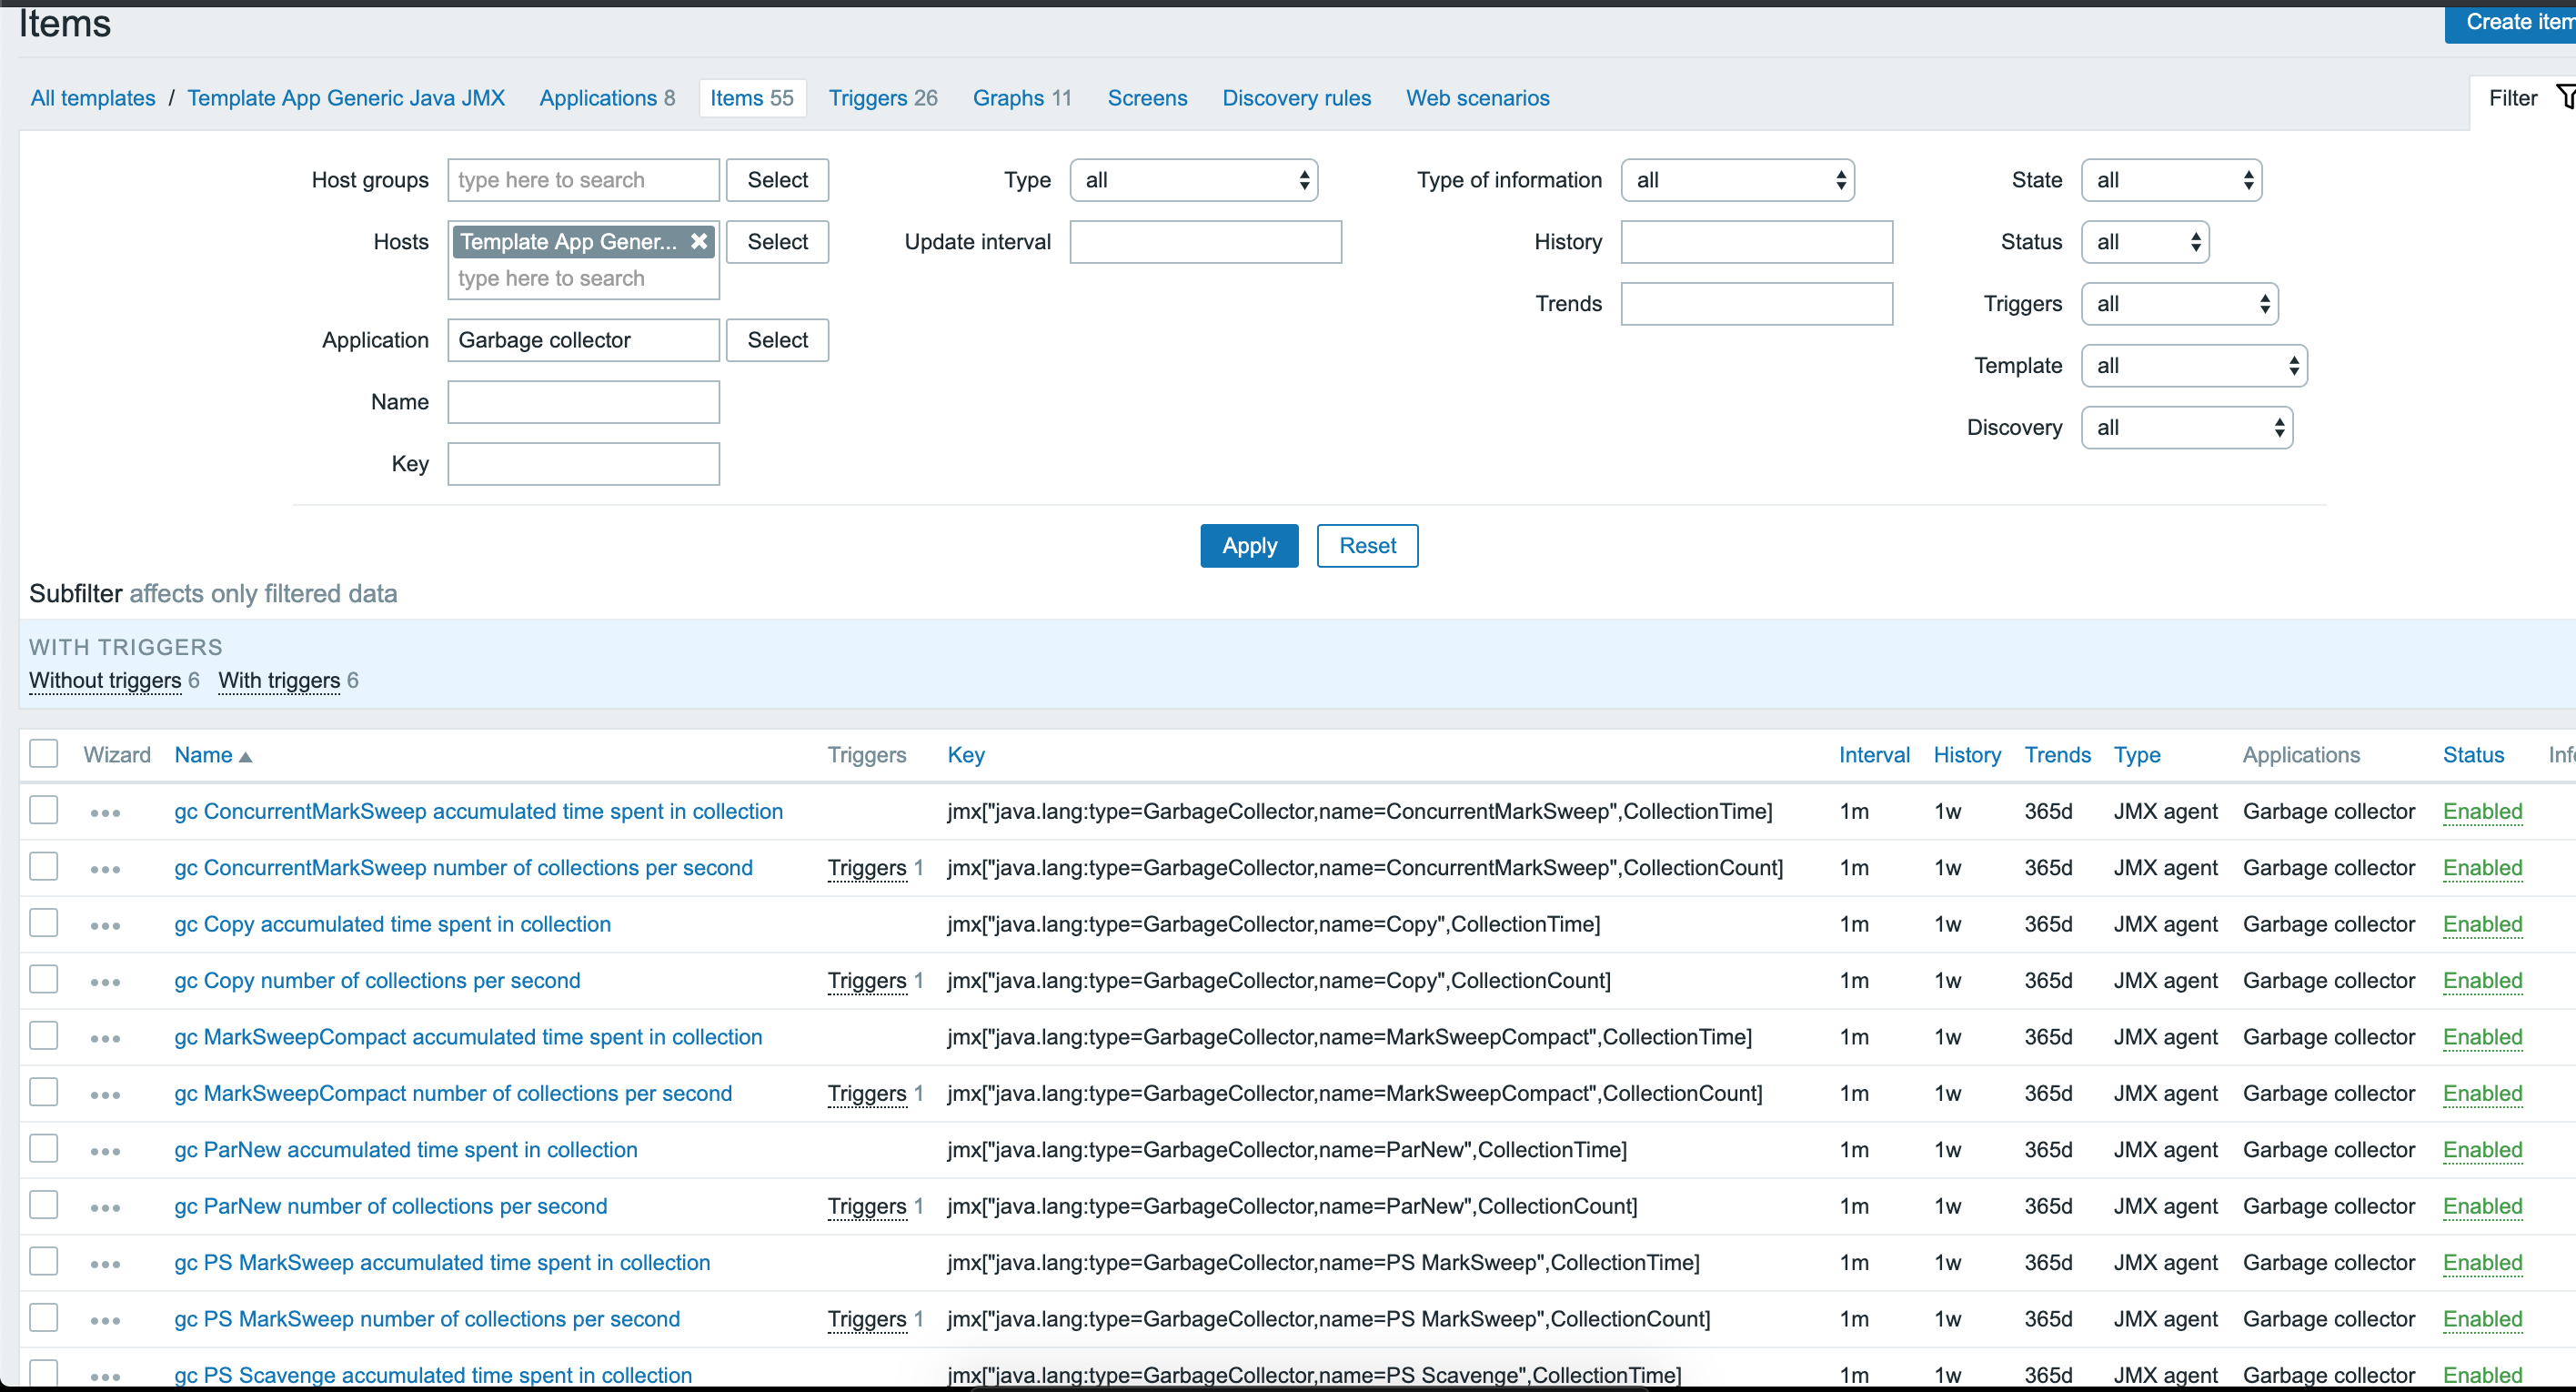 Items
Create item
All templates / Template App Generic Java JMX Applications 8 Items 55 Triggers 26 Graphs 11 Screens Discovery rules Web scenarios
Filter
Host groups type here to search Select Type all Type of information all State all
Hosts Template App Gener... Select Update interval History Status all
type here to search
Trends Triggers all
Application Garbage collector Select
Template all
Name
Discovery all
Key
Apply Reset
Subfilter affects only filtered data
WITH TRIGGERS
Without triggers 6 With triggers 6
Wizard Name Triggers Key Interval History Trends Type Applications Status
gc ConcurrentMarkSweep accumulated time spent in collection jmx["java.lang:type=GarbageCollector,name=ConcurrentMarkSweep",CollectionTime] 1m 1w 365d JMX agent Garbage collector Enabled
gc ConcurrentMarkSweep number of collections per second Triggers 1 jmx["java.lang:type=GarbageCollector,name=ConcurrentMarkSweep",CollectionCount] 1m 1w 365d JMX agent Garbage collector Enabled
gc Copy accumulated time spent in collection jmx["java.lang:type=GarbageCollector,name=Copy",CollectionTime] 1m 1w 365d JMX agent Garbage collector Enabled
gc Copy number of collections per second Triggers 1 jmx["java.lang:type=GarbageCollector,name=Copy",CollectionCount] 1m 1w 365d JMX agent Garbage collector Enabled
gc MarkSweepCompact accumulated time spent in collection jmx["java.lang:type=GarbageCollector,name=MarkSweepCompact",CollectionTime] 1m 1w 365d JMX agent Garbage collector Enabled
gc MarkSweepCompact number of collections per second Triggers 1 jmx["java.lang:type=GarbageCollector,name=MarkSweepCompact",CollectionCount] 1m 1w 365d JMX agent Garbage collector Enabled
gc ParNew accumulated time spent in collection jmx["java.lang:type=GarbageCollector,name=ParNew",CollectionTime] 1m 1w 365d JMX agent Garbage collector Enabled
gc ParNew number of collections per second Triggers 1 jmx["java.lang:type=GarbageCollector,name=ParNew",CollectionCount] 1m 1w 365d JMX agent Garbage collector Enabled
gc PS MarkSweep accumulated time spent in collection jmx["java.lang:type=GarbageCollector,name=PS MarkSweep",CollectionTime] 1m 1w 365d JMX agent Garbage collector Enabled
gc PS MarkSweep number of collections per second Triggers 1 jmx["java.lang:type=GarbageCollector,name=PS MarkSweep",CollectionCount] 1m 1w 365d JMX agent Garbage collector Enabled
gc PS Scavenge accumulated time spent in collection jmx["java.lang:type=GarbageCollector,name=PS Scavenge",CollectionTime] 1m 1w 365d JMX agent Garbage collector Enabled